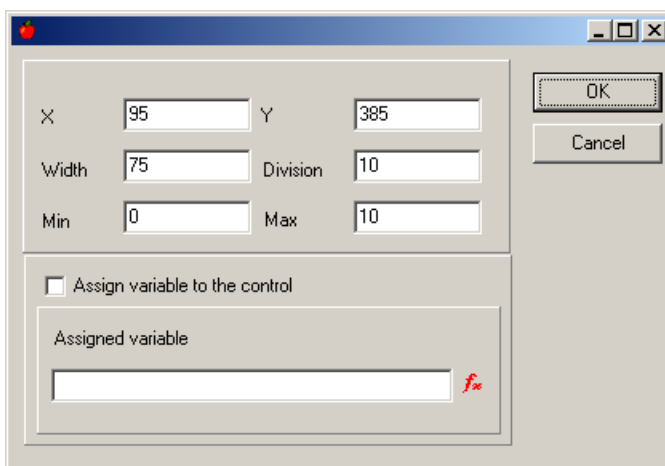 OK
X 95 Y 385
Cancel
Width 75 Division 10
Min 0 Max 10
Assign variable to the control
Assigned variable
fx